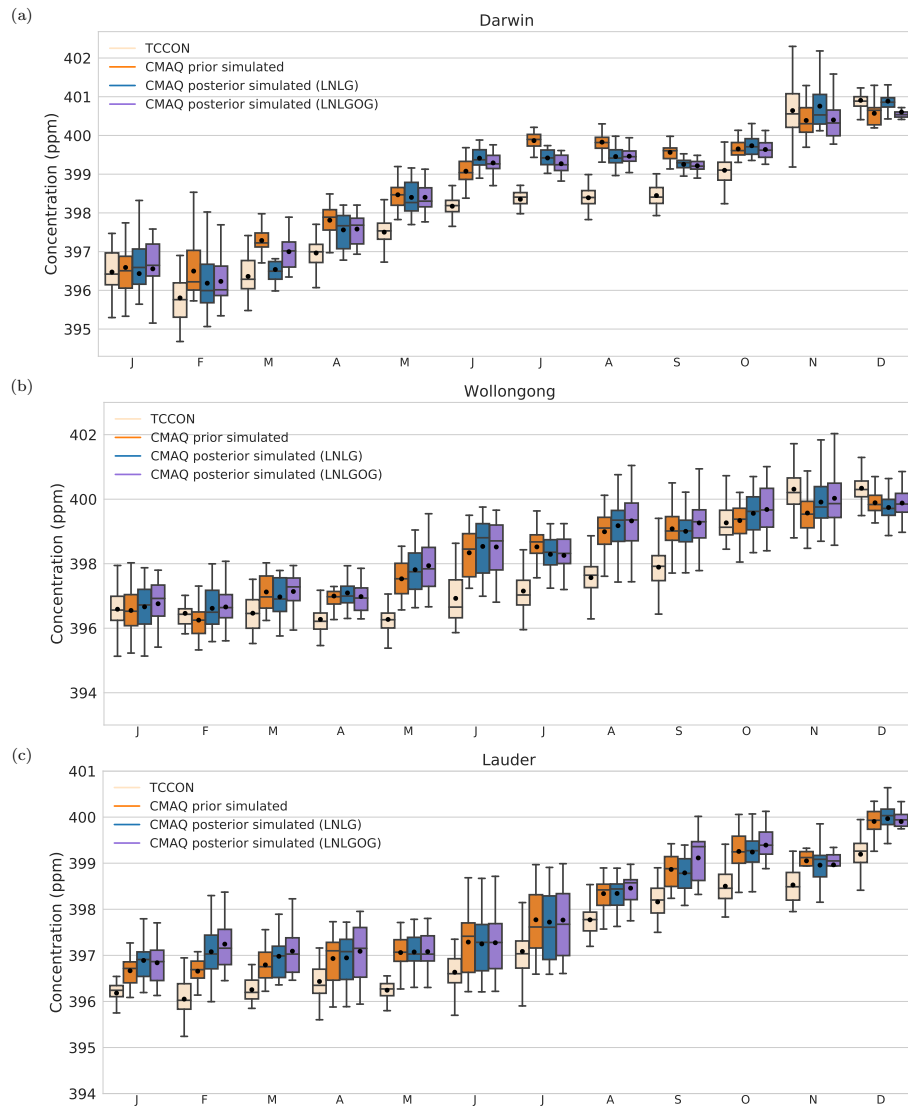 (a)
Darwin
TCCON
CMAQ prior simulated
CMAQ posterior simulated (LNLG)
CMAQ posterior simulated (LNLGOG)
Concentration (ppm)
402
401
400
399
398
397
396
395
J F M A M J J A S O N D
(b)
Wollongong
TCCON
CMAQ prior simulated
CMAQ posterior simulated (LNLG)
CMAQ posterior simulated (LNLGOG)
Concentration (ppm)
402
400
398
396
394
J F M A M J J A S O N D
(c)
Lauder
TCCON
CMAQ prior simulated
CMAQ posterior simulated (LNLG)
CMAQ posterior simulated (LNLGOG)
Concentration (ppm)
401
400
399
398
397
396
395
394
J F M A M J J A S O N D